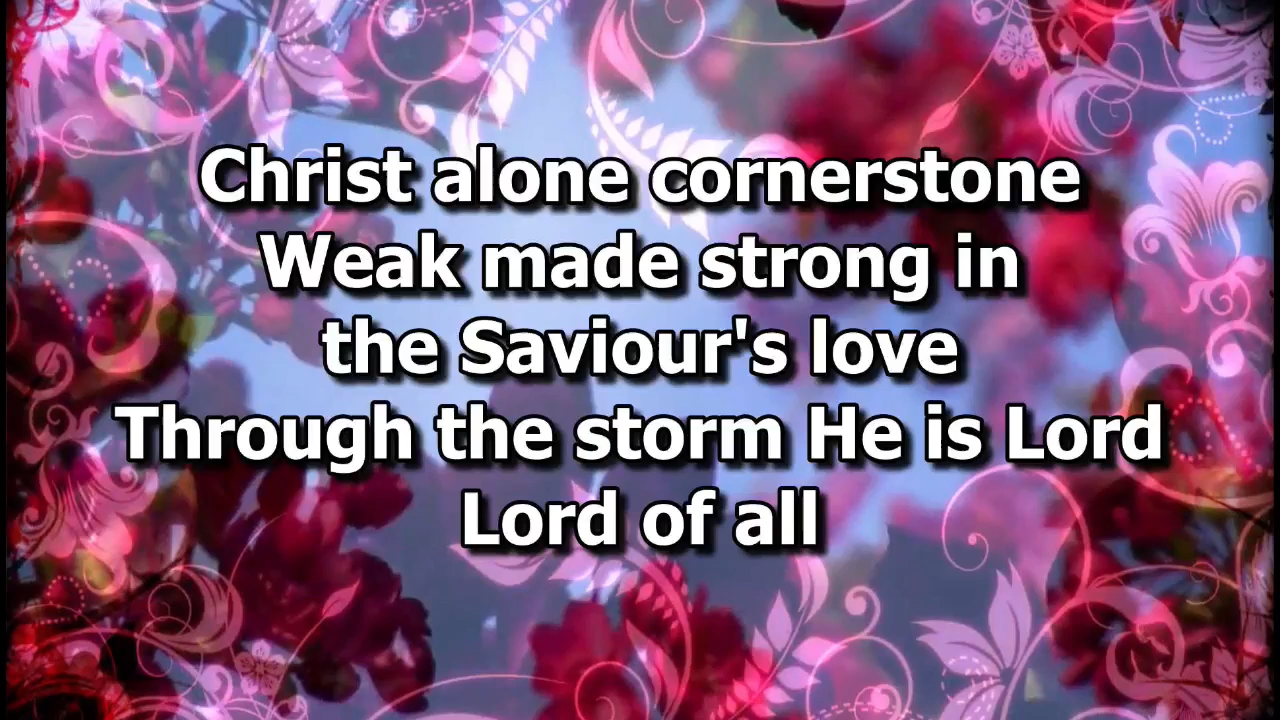 Christ alone cornerstone
Weak made strong in
the Saviour's love
Through the storm He is Lord
Lord of all